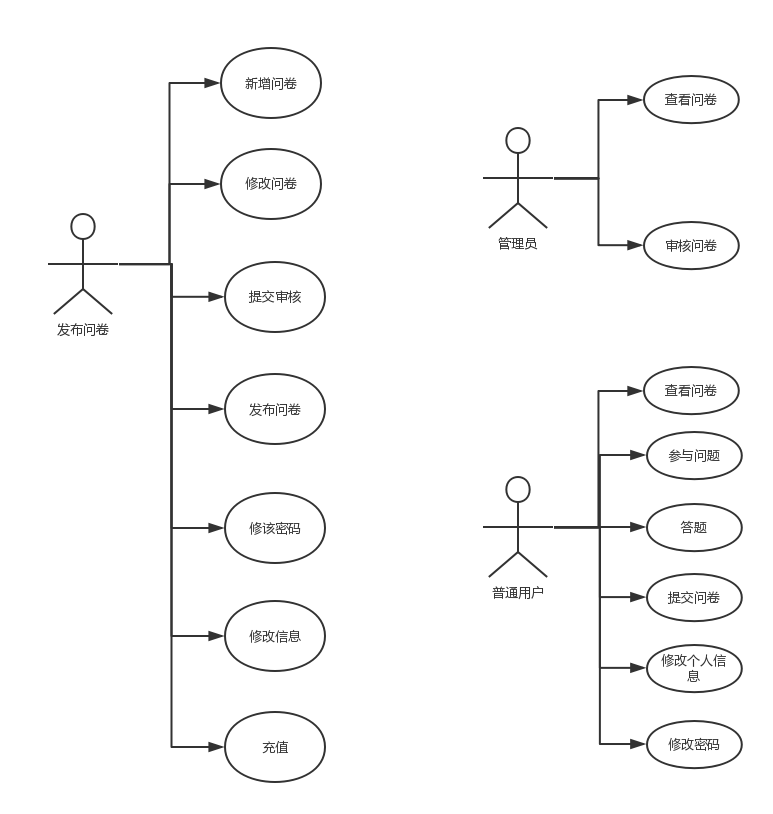 新增问卷
修改问卷
发布问卷
提交审核
发布问卷
修该密码
修改信息
充值
查看问卷
管理员
审核问卷
查看问卷
参与问题
答题
普通用户
提交问卷
修改个人信
息
修改密码